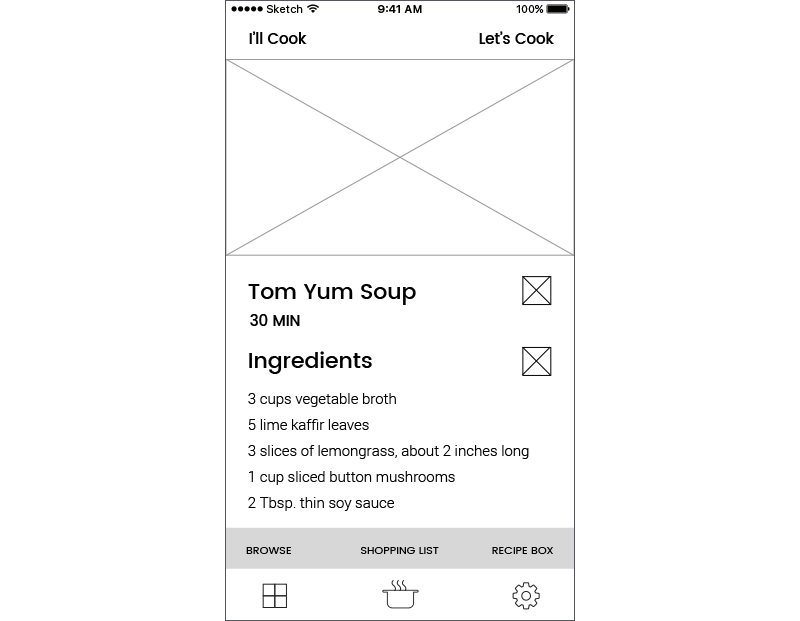 Sketch 9:41 AM 100%
I'll Cook Let's Cook
Tom Yum Soup
30 MIN
Ingredients
3 cups vegetable broth
5 lime kaffir leaves
3 slices of lemongrass, about 2 inches long
1 cup sliced button mushrooms
2 Tbsp. thin soy sauce
BROWSE SHOPPING LIST RECIPE BOX